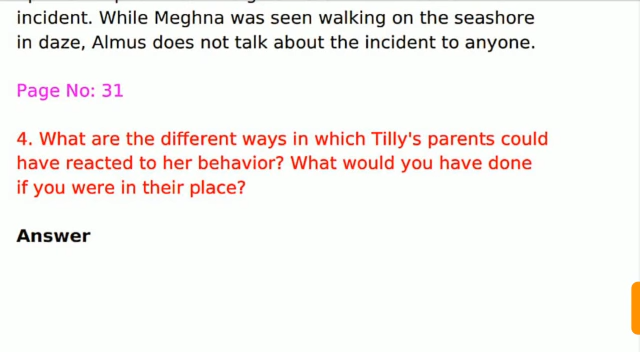 incident. While Meghna was seen walking on the seashore
in daze, Almus does not talk about the incident to anyone.
Page No: 31
4. What are the different ways in which Tilly's parents could
have reacted to her behavior? What would you have done
if you were in their place?
Answer